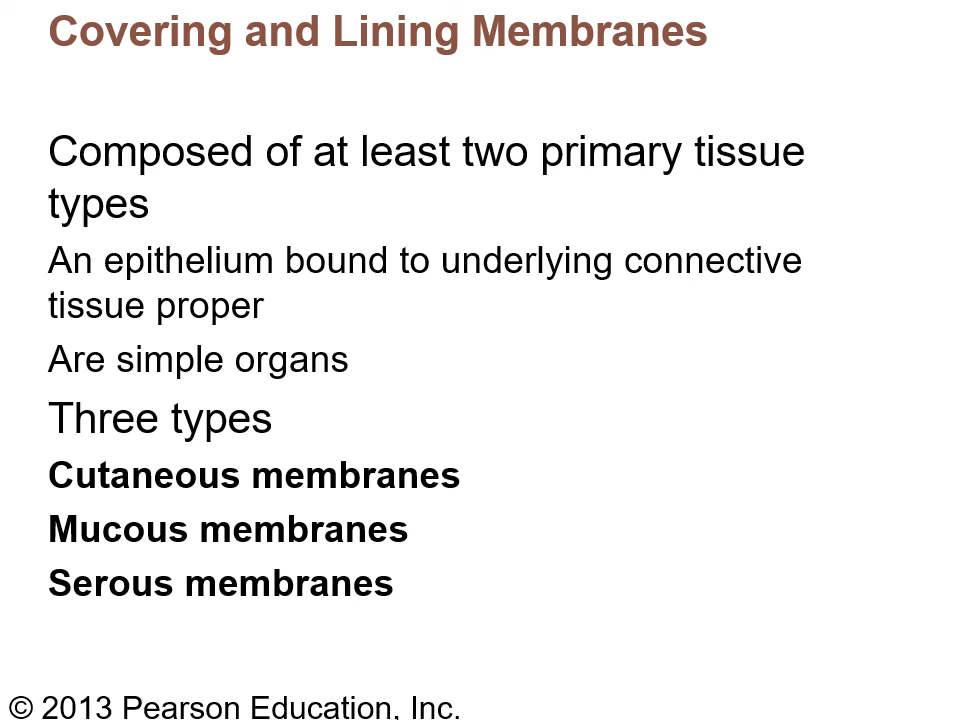 Covering and Lining Membranes
Composed of at least two primary tissue
types
An epithelium bound to underlying connective
tissue proper
Are simple organs
Three types
Cutaneous membranes
Mucous membranes
Serous membranes
© 2013 Pearson Education, Inc.